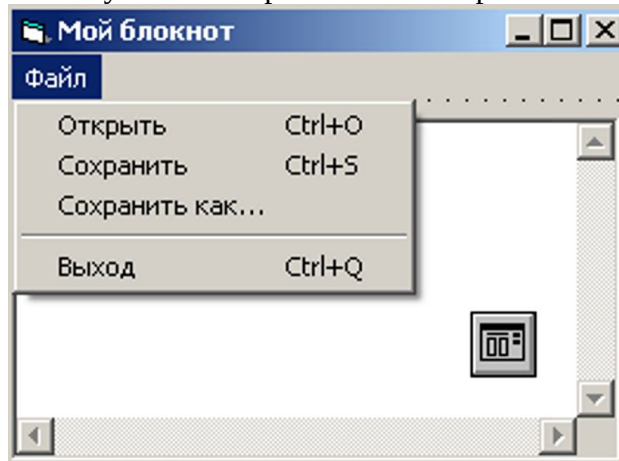 Мой блокнот
Файл
Открыть Ctrl+O
Сохранить Ctrl+S
Сохранить как...
Выход Ctrl+Q